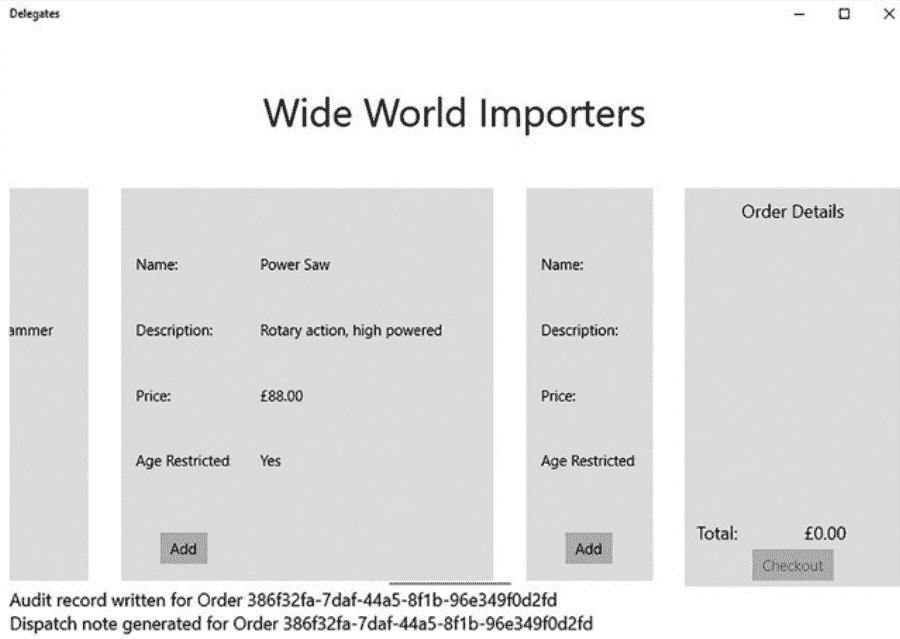 Delegates
Wide World Importers
ammer
Name: Power Saw
Description: Rotary action, high powered
Price: £88.00
Age Restricted Yes
Add
Name:
Description:
Price:
Age Restricted
Add
Order Details
Total: £0.00
Checkout
Audit record written for Order 386f32fa-7daf-44a5-8f1b-96e349f0d2fd
Dispatch note generated for Order 386f32fa-7daf-44a5-8f1b-96e349f0d2fd